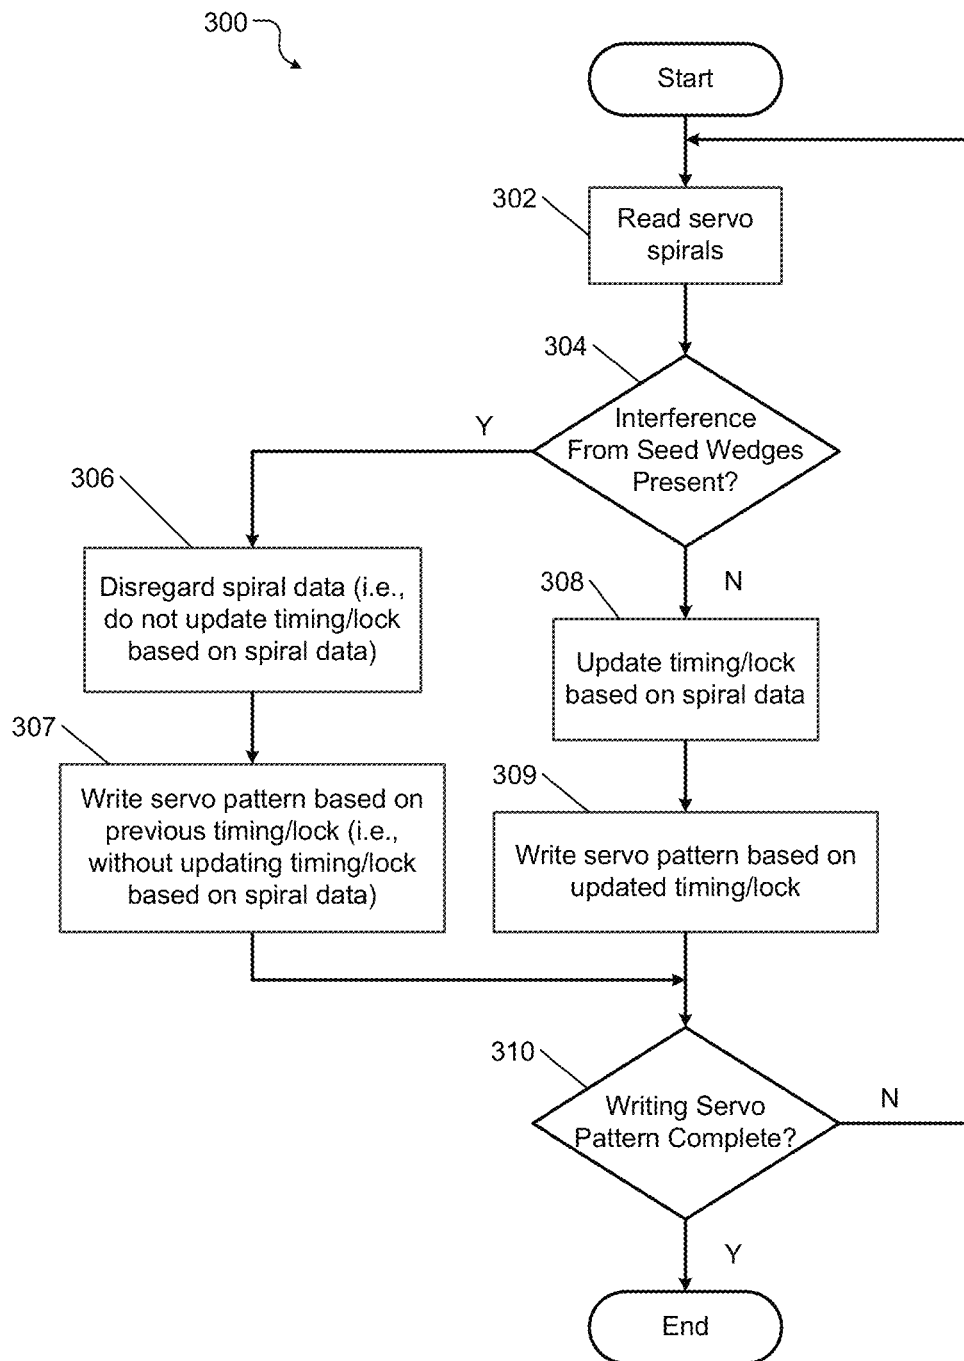 300
Start
302
Read servo
spirals
304
Interference
From Seed Wedges
Present?
Y
N
306
Disregard spiral data (i.e.,
do not update timing/lock
based on spiral data)
308
Update timing/lock
based on spiral data
307
Write servo pattern based on
previous timing/lock (i.e.,
without updating timing/lock
based on spiral data)
309
Write servo pattern based on
updated timing/lock
310
Writing Servo
Pattern Complete?
N
Y
End